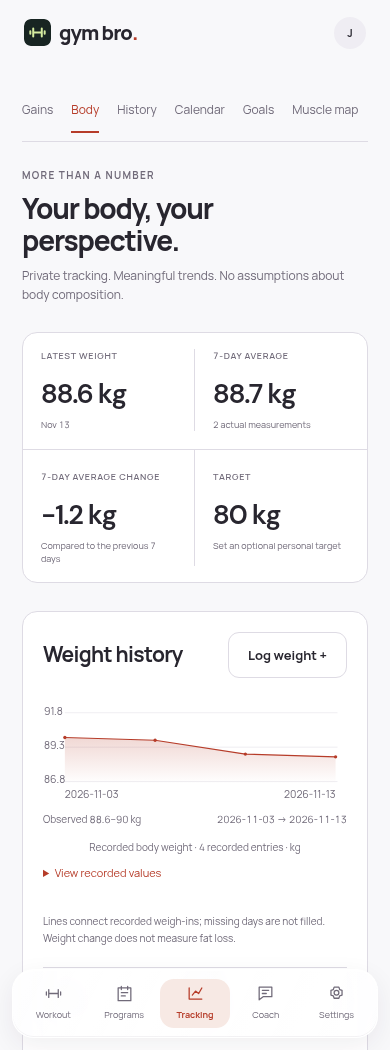 gym bro.
J
Gains Body History Calendar Goals Muscle map
MORE THAN A NUMBER
Your body, your
perspective.
Private tracking. Meaningful trends. No assumptions about
body composition.
LATEST WEIGHT
88.6 kg
Nov 13
7-DAY AVERAGE
88.7 kg
2 actual measurements
7-DAY AVERAGE CHANGE
−1.2 kg
Compared to the previous 7
days
TARGET
80 kg
Set an optional personal target
Weight history
Log weight +
91.8
89.3
86.8
2026-11-03 2026-11-13
Observed 88.6–90 kg 2026-11-03 → 2026-11-13
Recorded body weight · 4 recorded entries · kg
View recorded values
Lines connect recorded weigh-ins; missing days are not filled.
Weight change does not measure fat loss.
Workout Programs Tracking Coach Settings